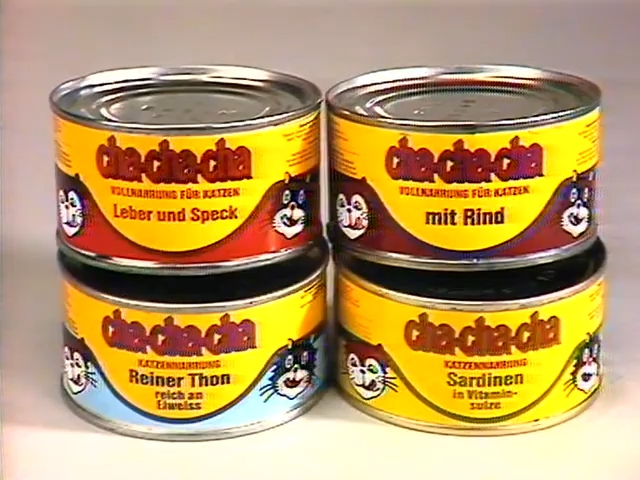 cha-cha-cha
VOLLNAHRUNG FÜR KATZEN
Leber und Speck
cha-cha-cha
VOLLNAHRUNG FÜR KATZEN
mit Rind
cha-cha-cha
KATZENNAHRUNG
Reiner Thon
reich an
Eiweiss
cha-cha-cha
KATZENNAHRUNG
Sardinen
in Vitamin-
sulze